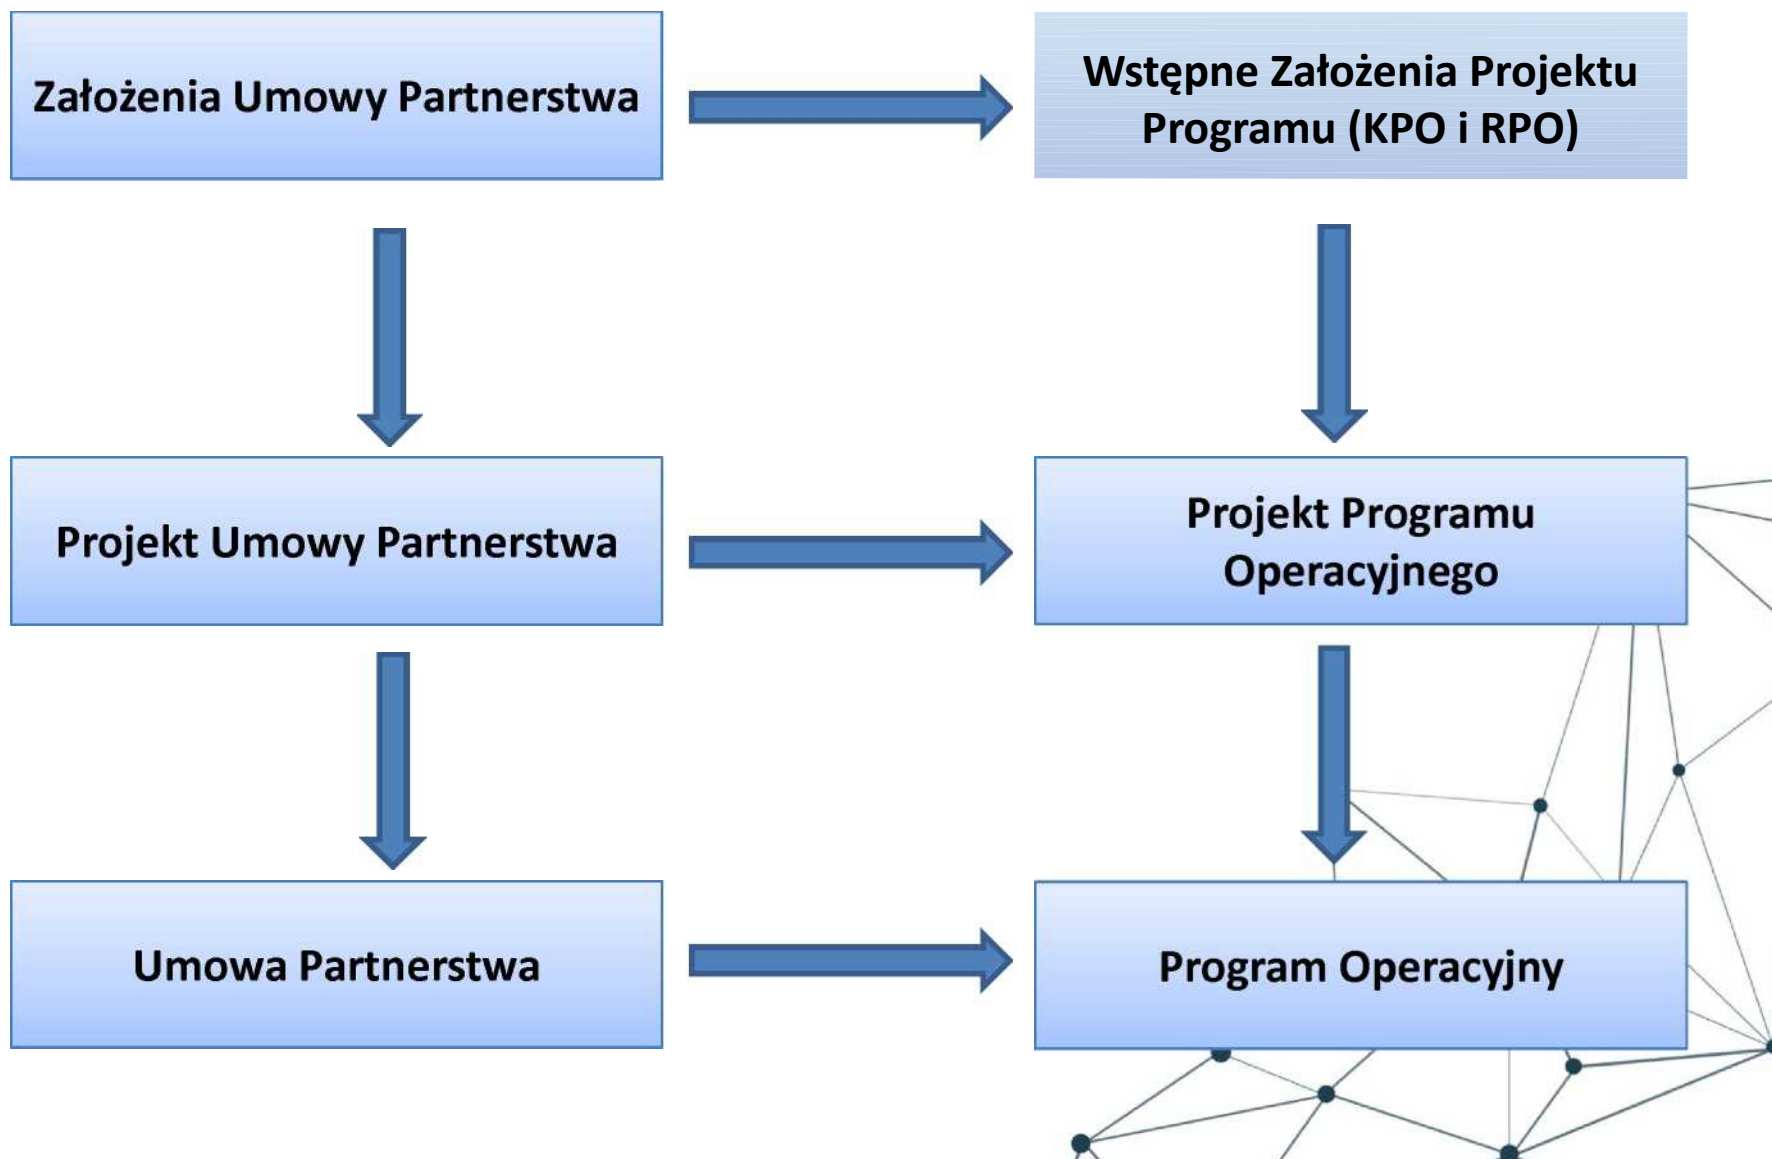 Założenia Umowy Partnerstwa
Wstępne Założenia Projektu
Programu (KPO i RPO)
Projekt Umowy Partnerstwa
Projekt Programu
Operacyjnego
Umowa Partnerstwa
Program Operacyjny